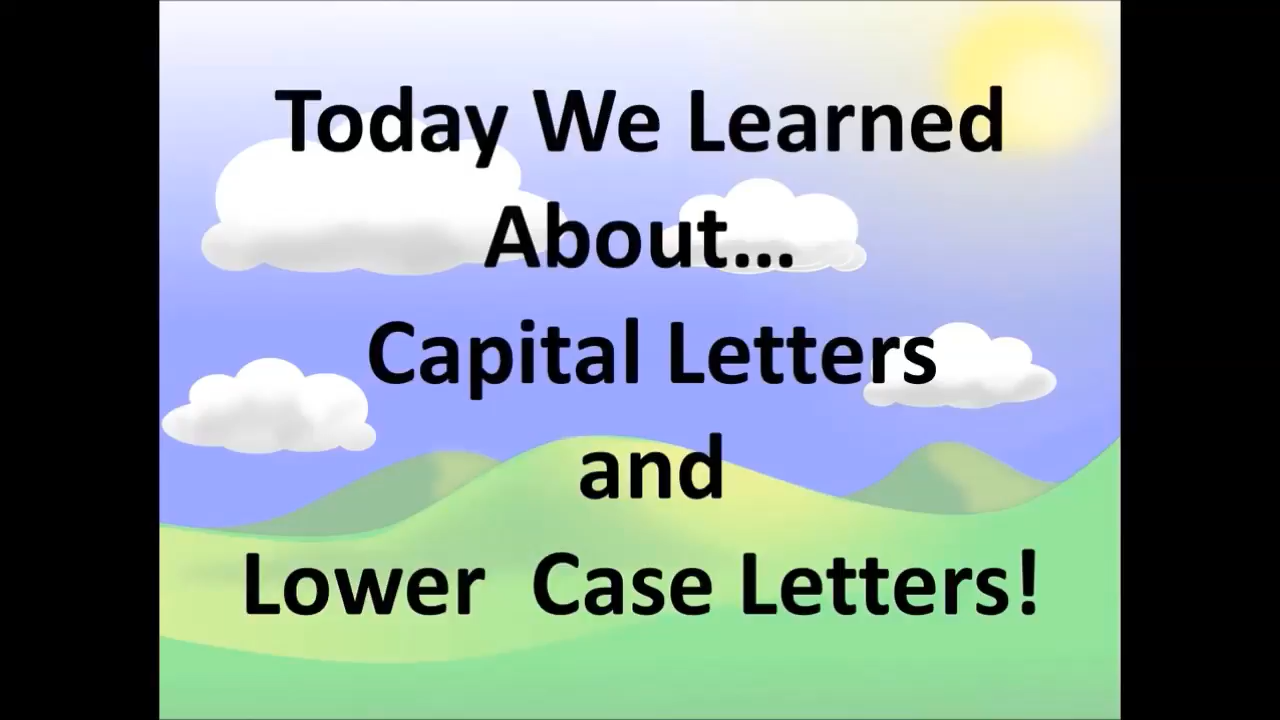 Today We Learned
About...
Capital Letters
and
Lower  Case Letters!